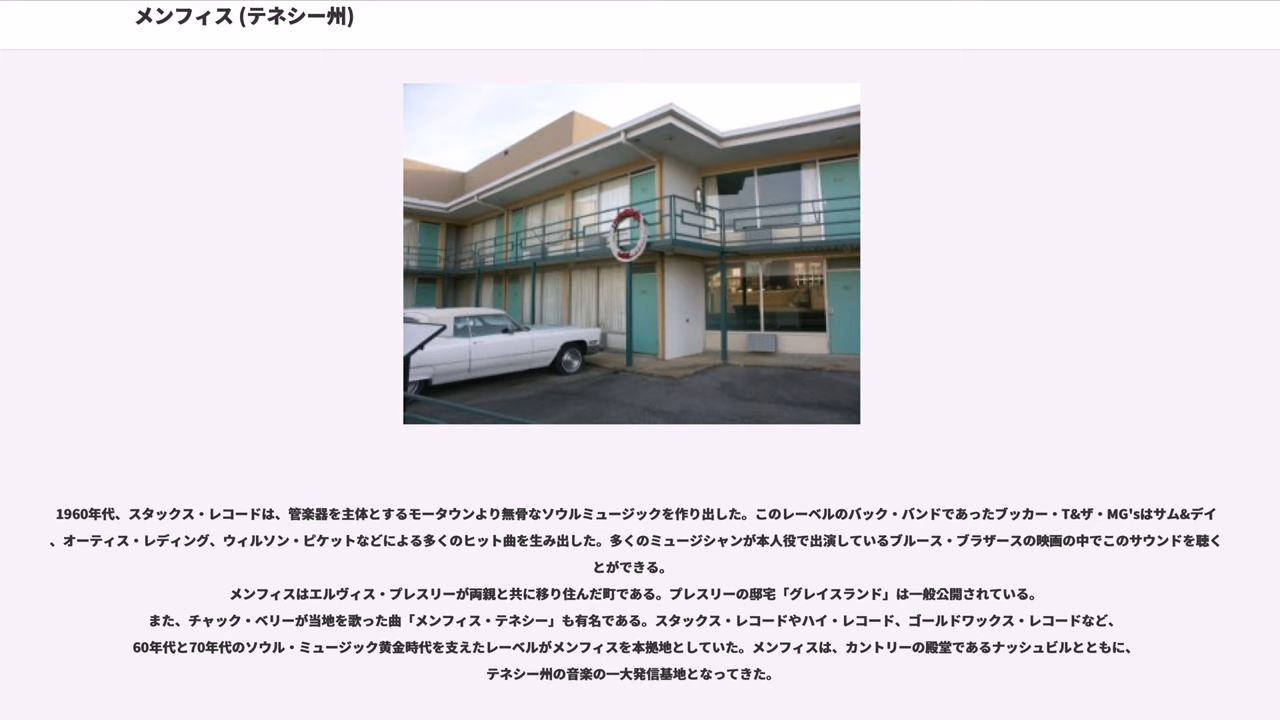 メンフィス (テネシー州)
1960年代、スタックス・レコードは、管楽器を主体とするモータウンより無骨なソウルミュージックを作り出した。このレーベルのバック・バンドであったブッカー・T&ザ・MG'sはサム&デイ
、オーティス・レディング、ウィルソン・ピケットなどによる多くのヒット曲を生み出した。多くのミュージシャンが本人役で出演しているブルース・ブラザースの映画の中でこのサウンドを聴く
とができる。
メンフィスはエルヴィス・プレスリーが両親と共に移り住んだ町である。プレスリーの邸宅「グレイスランド」は一般公開されている。
また、チャック・ベリーが当地を歌った曲「メンフィス・テネシー」も有名である。スタックス・レコードやハイ・レコード、ゴールドワックス・レコードなど、
60年代と70年代のソウル・ミュージック黄金時代を支えたレーベルがメンフィスを本拠地としていた。メンフィスは、カントリーの殿堂であるナッシュビルとともに、
テネシー州の音楽の一大発信基地となってきた。